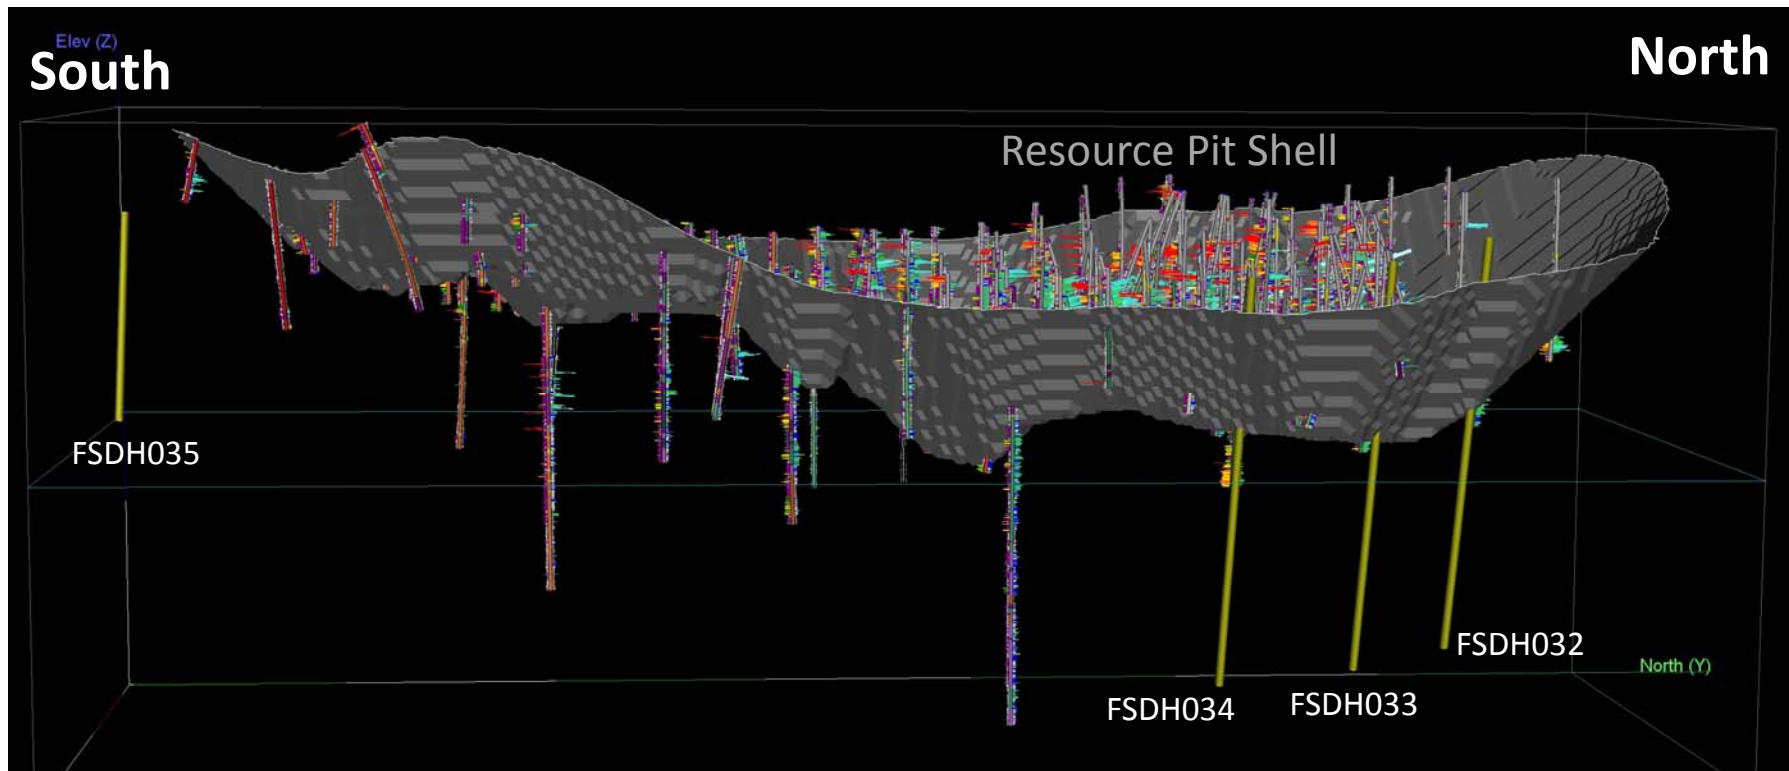 Elev (Z)
South
North
Resource Pit Shell
FSDH035
FSDH032
North (Y)
FSDH034
FSDH033